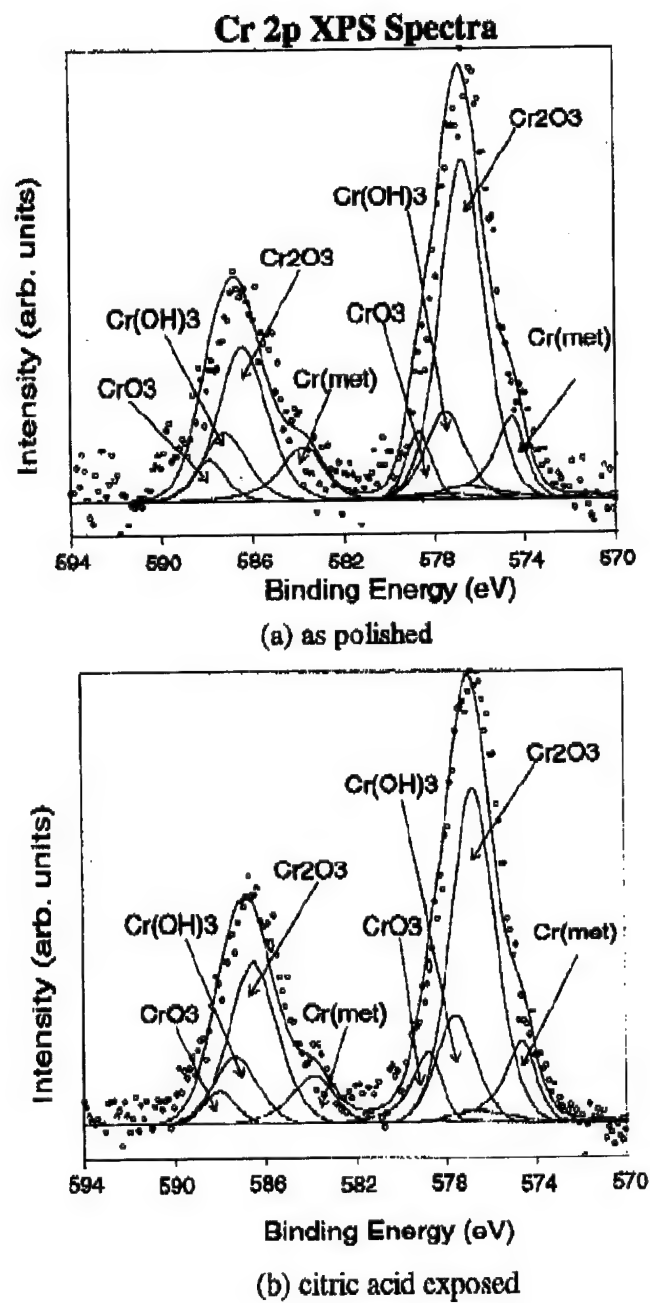 Cr 2p XPS Spectra
Intensity (arb. units)
Cr2O3
Cr(OH)3
Cr2O3
Cr(OH)3
CrO3
CrO3
Cr(met)
Cr(met)
594 590 586 582 578 574 570
Binding Energy (eV)
(a) as polished
Intensity (arb. units)
Cr2O3
Cr(OH)3
Cr2O3
Cr(OH)3
CrO3
Cr(met)
CrO3
Cr(met)
594 590 586 582 578 574 570
Binding Energy (eV)
(b) citric acid exposed